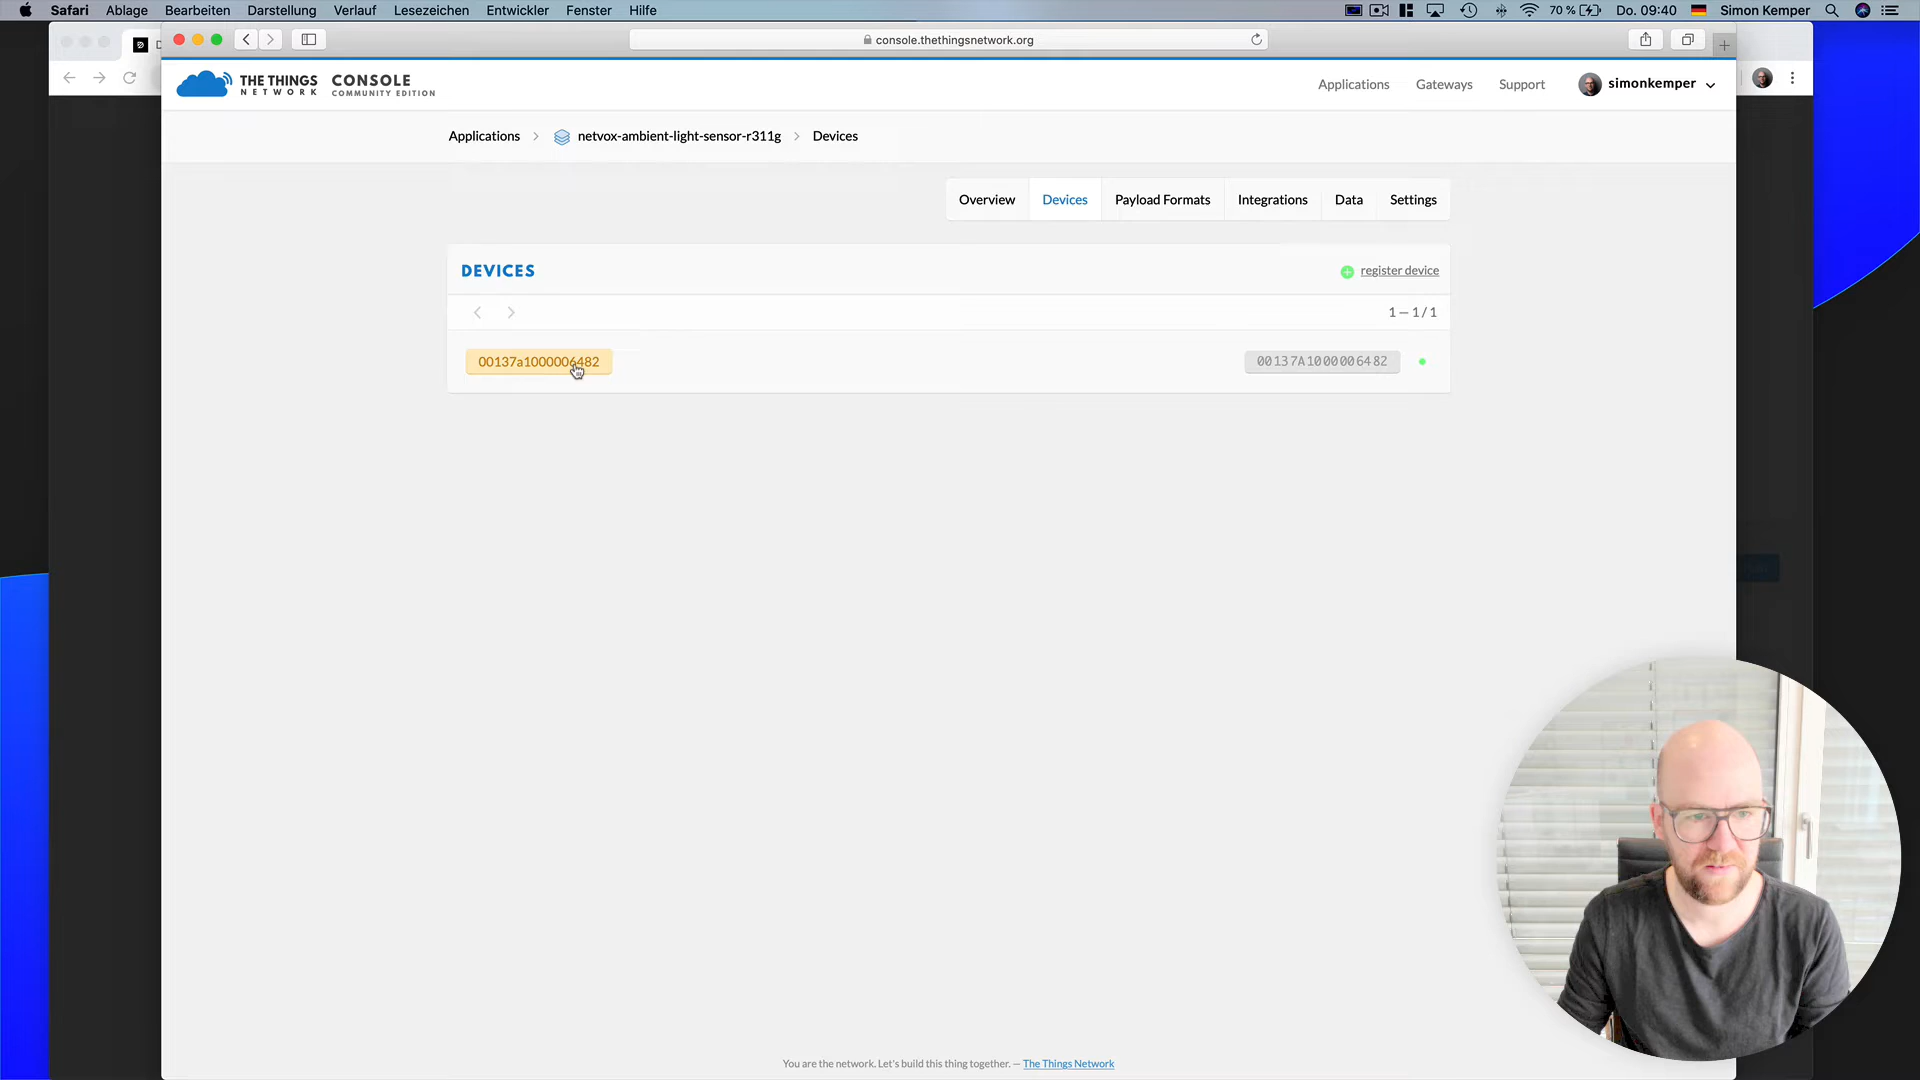 Safari Ablage Bearbeiten Darstellung Verlauf Lesezeichen Entwickler Fenster Hilfe 70 % Do. 09:40 Simon Kemper
console.thethingsnetwork.org
THE THINGS NETWORK CONSOLE COMMUNITY EDITION
Applications Gateways Support simonkemper
Applications netvox-ambient-light-sensor-r311g Devices
Overview Devices Payload Formats Integrations Data Settings
DEVICES register device
1 — 1 / 1
00137a1000006482 00137A1000006482
You are the network. Let's build this thing together. — The Things Network